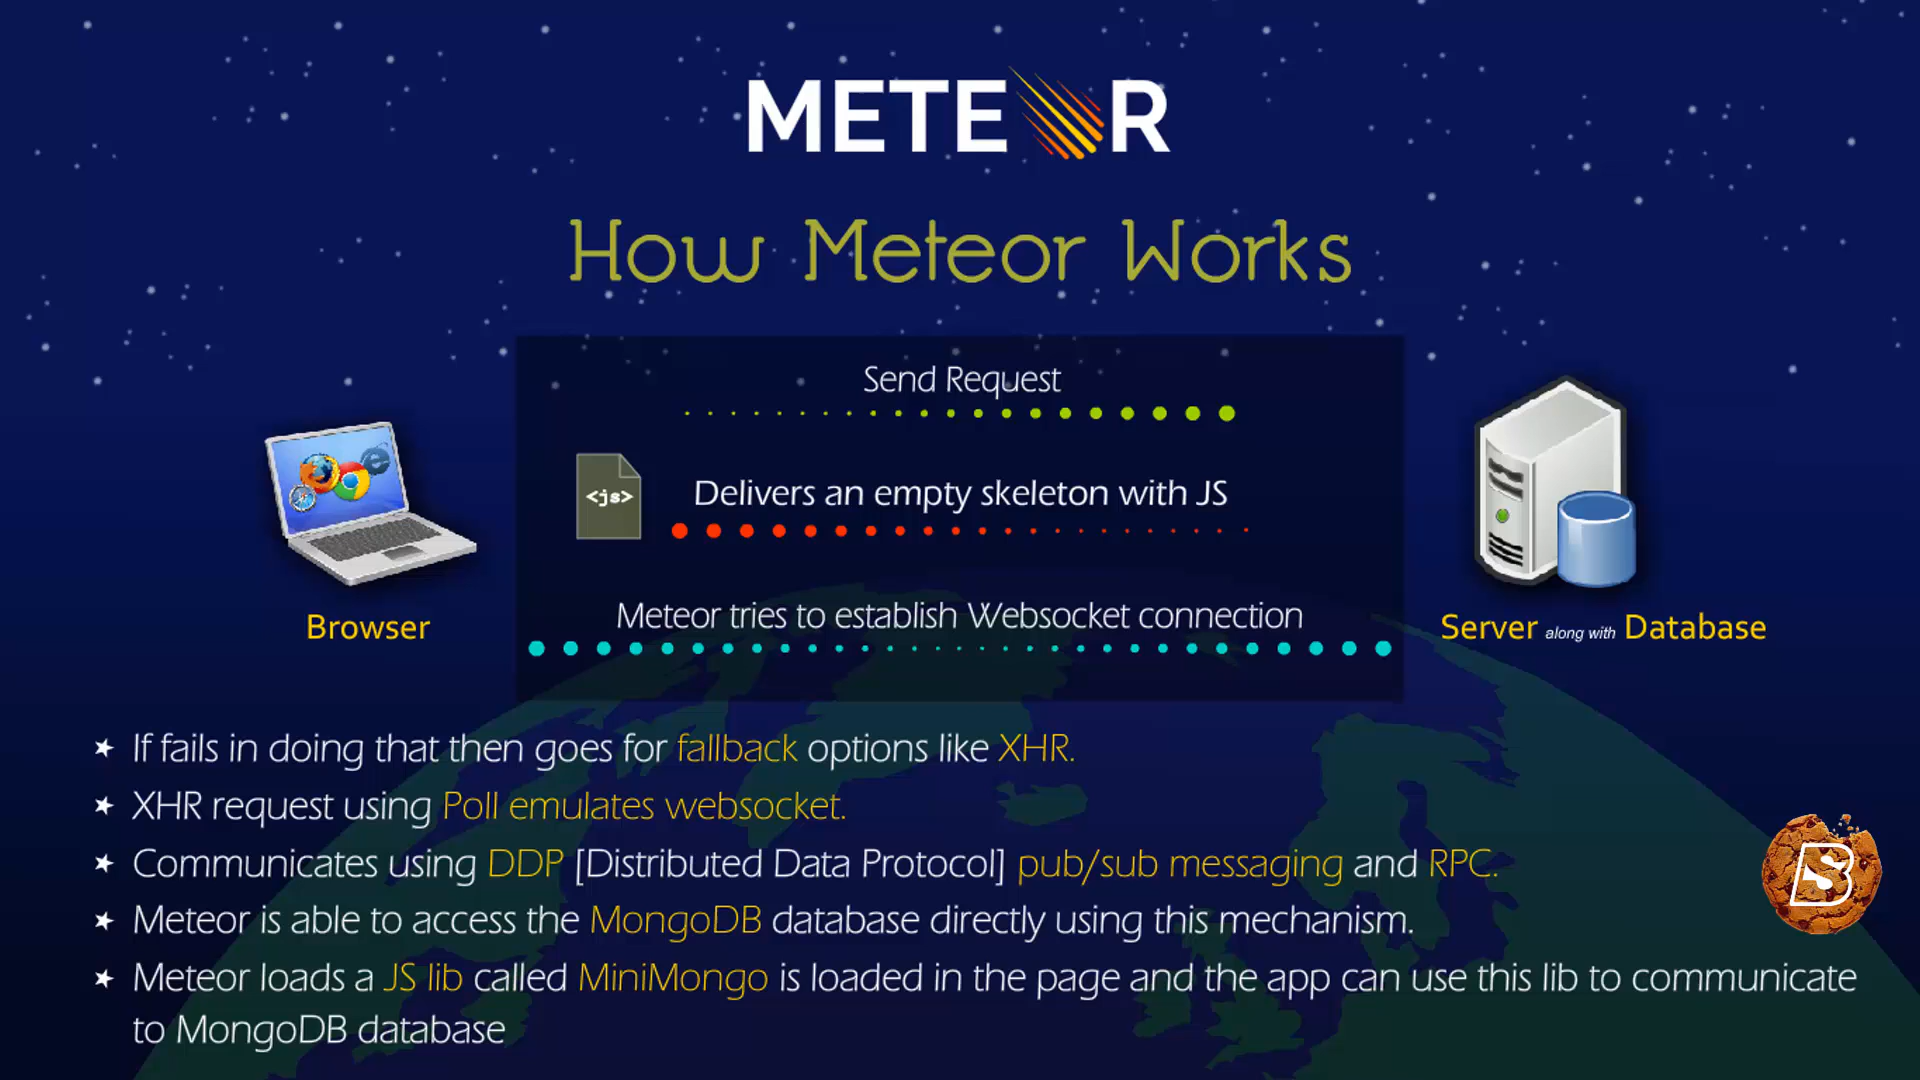 METEOR
How Meteor Works
Send Request
<js>
Delivers an empty skeleton with JS
Meteor tries to establish Websocket connection
Browser
Server along with Database
If fails in doing that then goes for fallback options like XHR.
XHR request using Poll emulates websocket.
Communicates using DDP [Distributed Data Protocol] pub/sub messaging and RPC.
Meteor is able to access the MongoDB database directly using this mechanism.
Meteor loads a JS lib called MiniMongo is loaded in the page and the app can use this lib to communicate
to MongoDB database